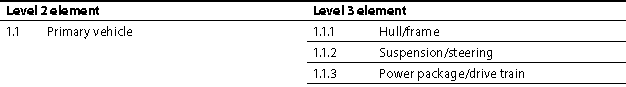 Level 2 element Level 3 element
1.1 Primary vehicle 1.1.1 Hull/frame
1.1.2 Suspension/steering
1.1.3 Power package/drive train